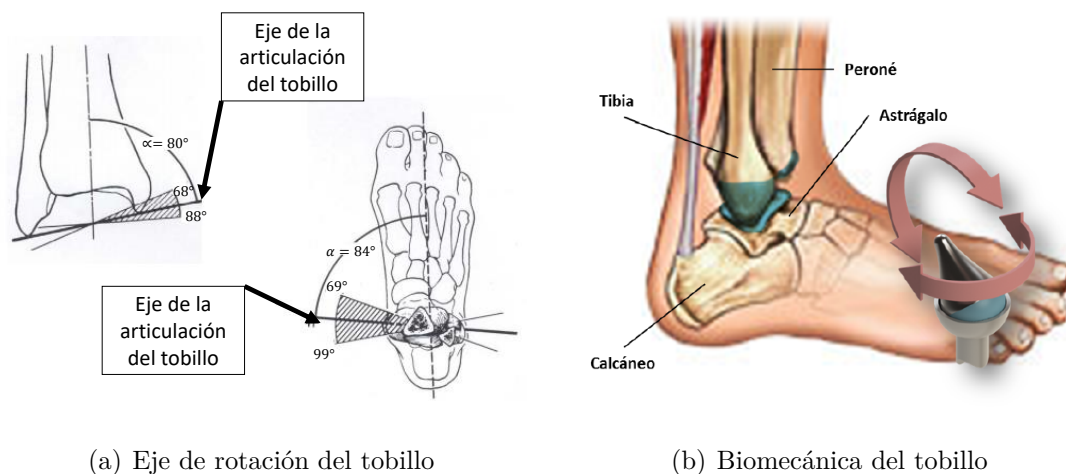 Eje de la
articulación
del tobillo
∝= 80°
68°
88°
α = 84°
69°
99°
Eje de la
articulación
del tobillo
Peroné
Tibia
Astrágalo
Calcáneo
(a) Eje de rotación del tobillo
(b) Biomecánica del tobillo